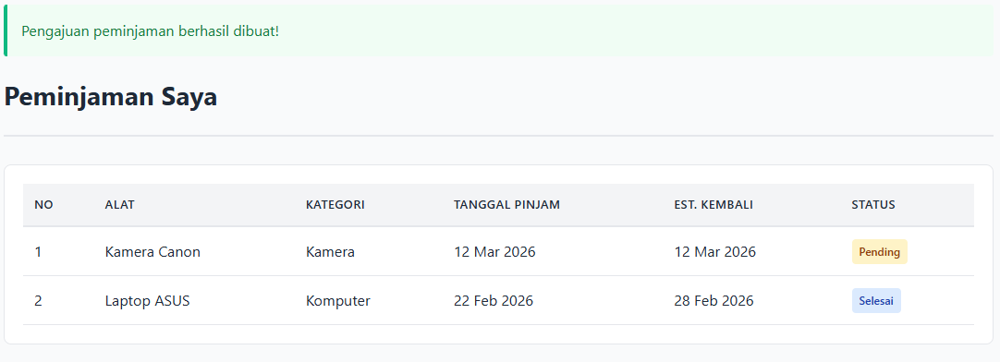 Pengajuan peminjaman berhasil dibuat!
Peminjaman Saya
NO ALAT KATEGORI TANGGAL PINJAM EST. KEMBALI STATUS
1 Kamera Canon Kamera 12 Mar 2026 12 Mar 2026 Pending
2 Laptop ASUS Komputer 22 Feb 2026 28 Feb 2026 Selesai